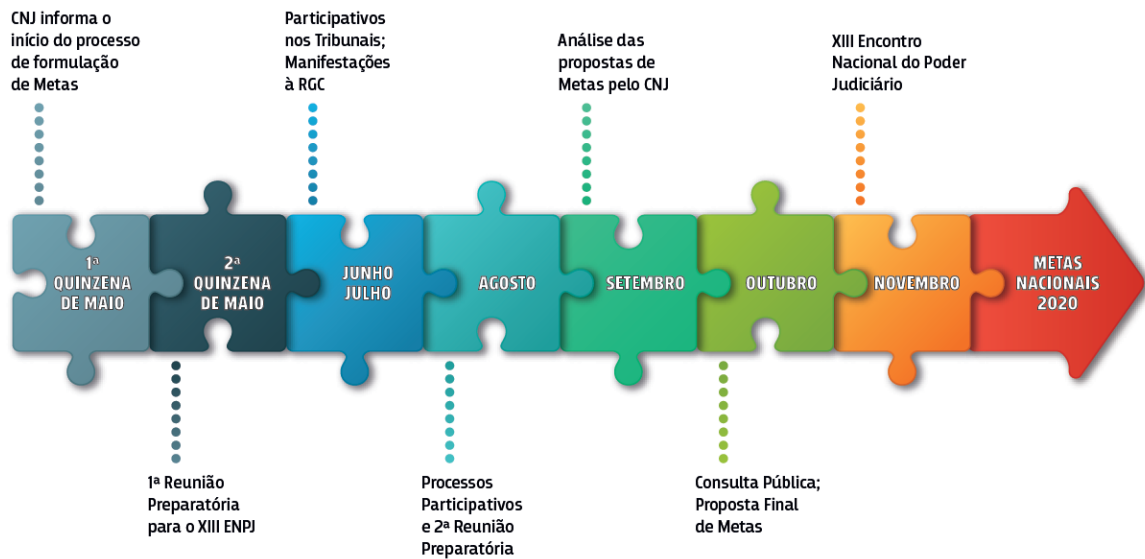 CNJ informa o
início do processo
de formulação
de Metas
Participativos
nos Tribunais;
Manifestações
à RGC
Análise das
propostas de
Metas pelo CNJ
XIII Encontro
Nacional do Poder
Judiciário
1ª
QUINZENA
DE MAIO
2ª
QUINZENA
DE MAIO
JUNHO
JULHO
AGOSTO
SETEMBRO
OUTUBRO
NOVEMBRO
METAS
NACIONAIS
2020
1ª Reunião
Preparatória
para o XIII ENPJ
Processos
Participativos
e 2ª Reunião
Preparatória
Consulta Pública;
Proposta Final
de Metas